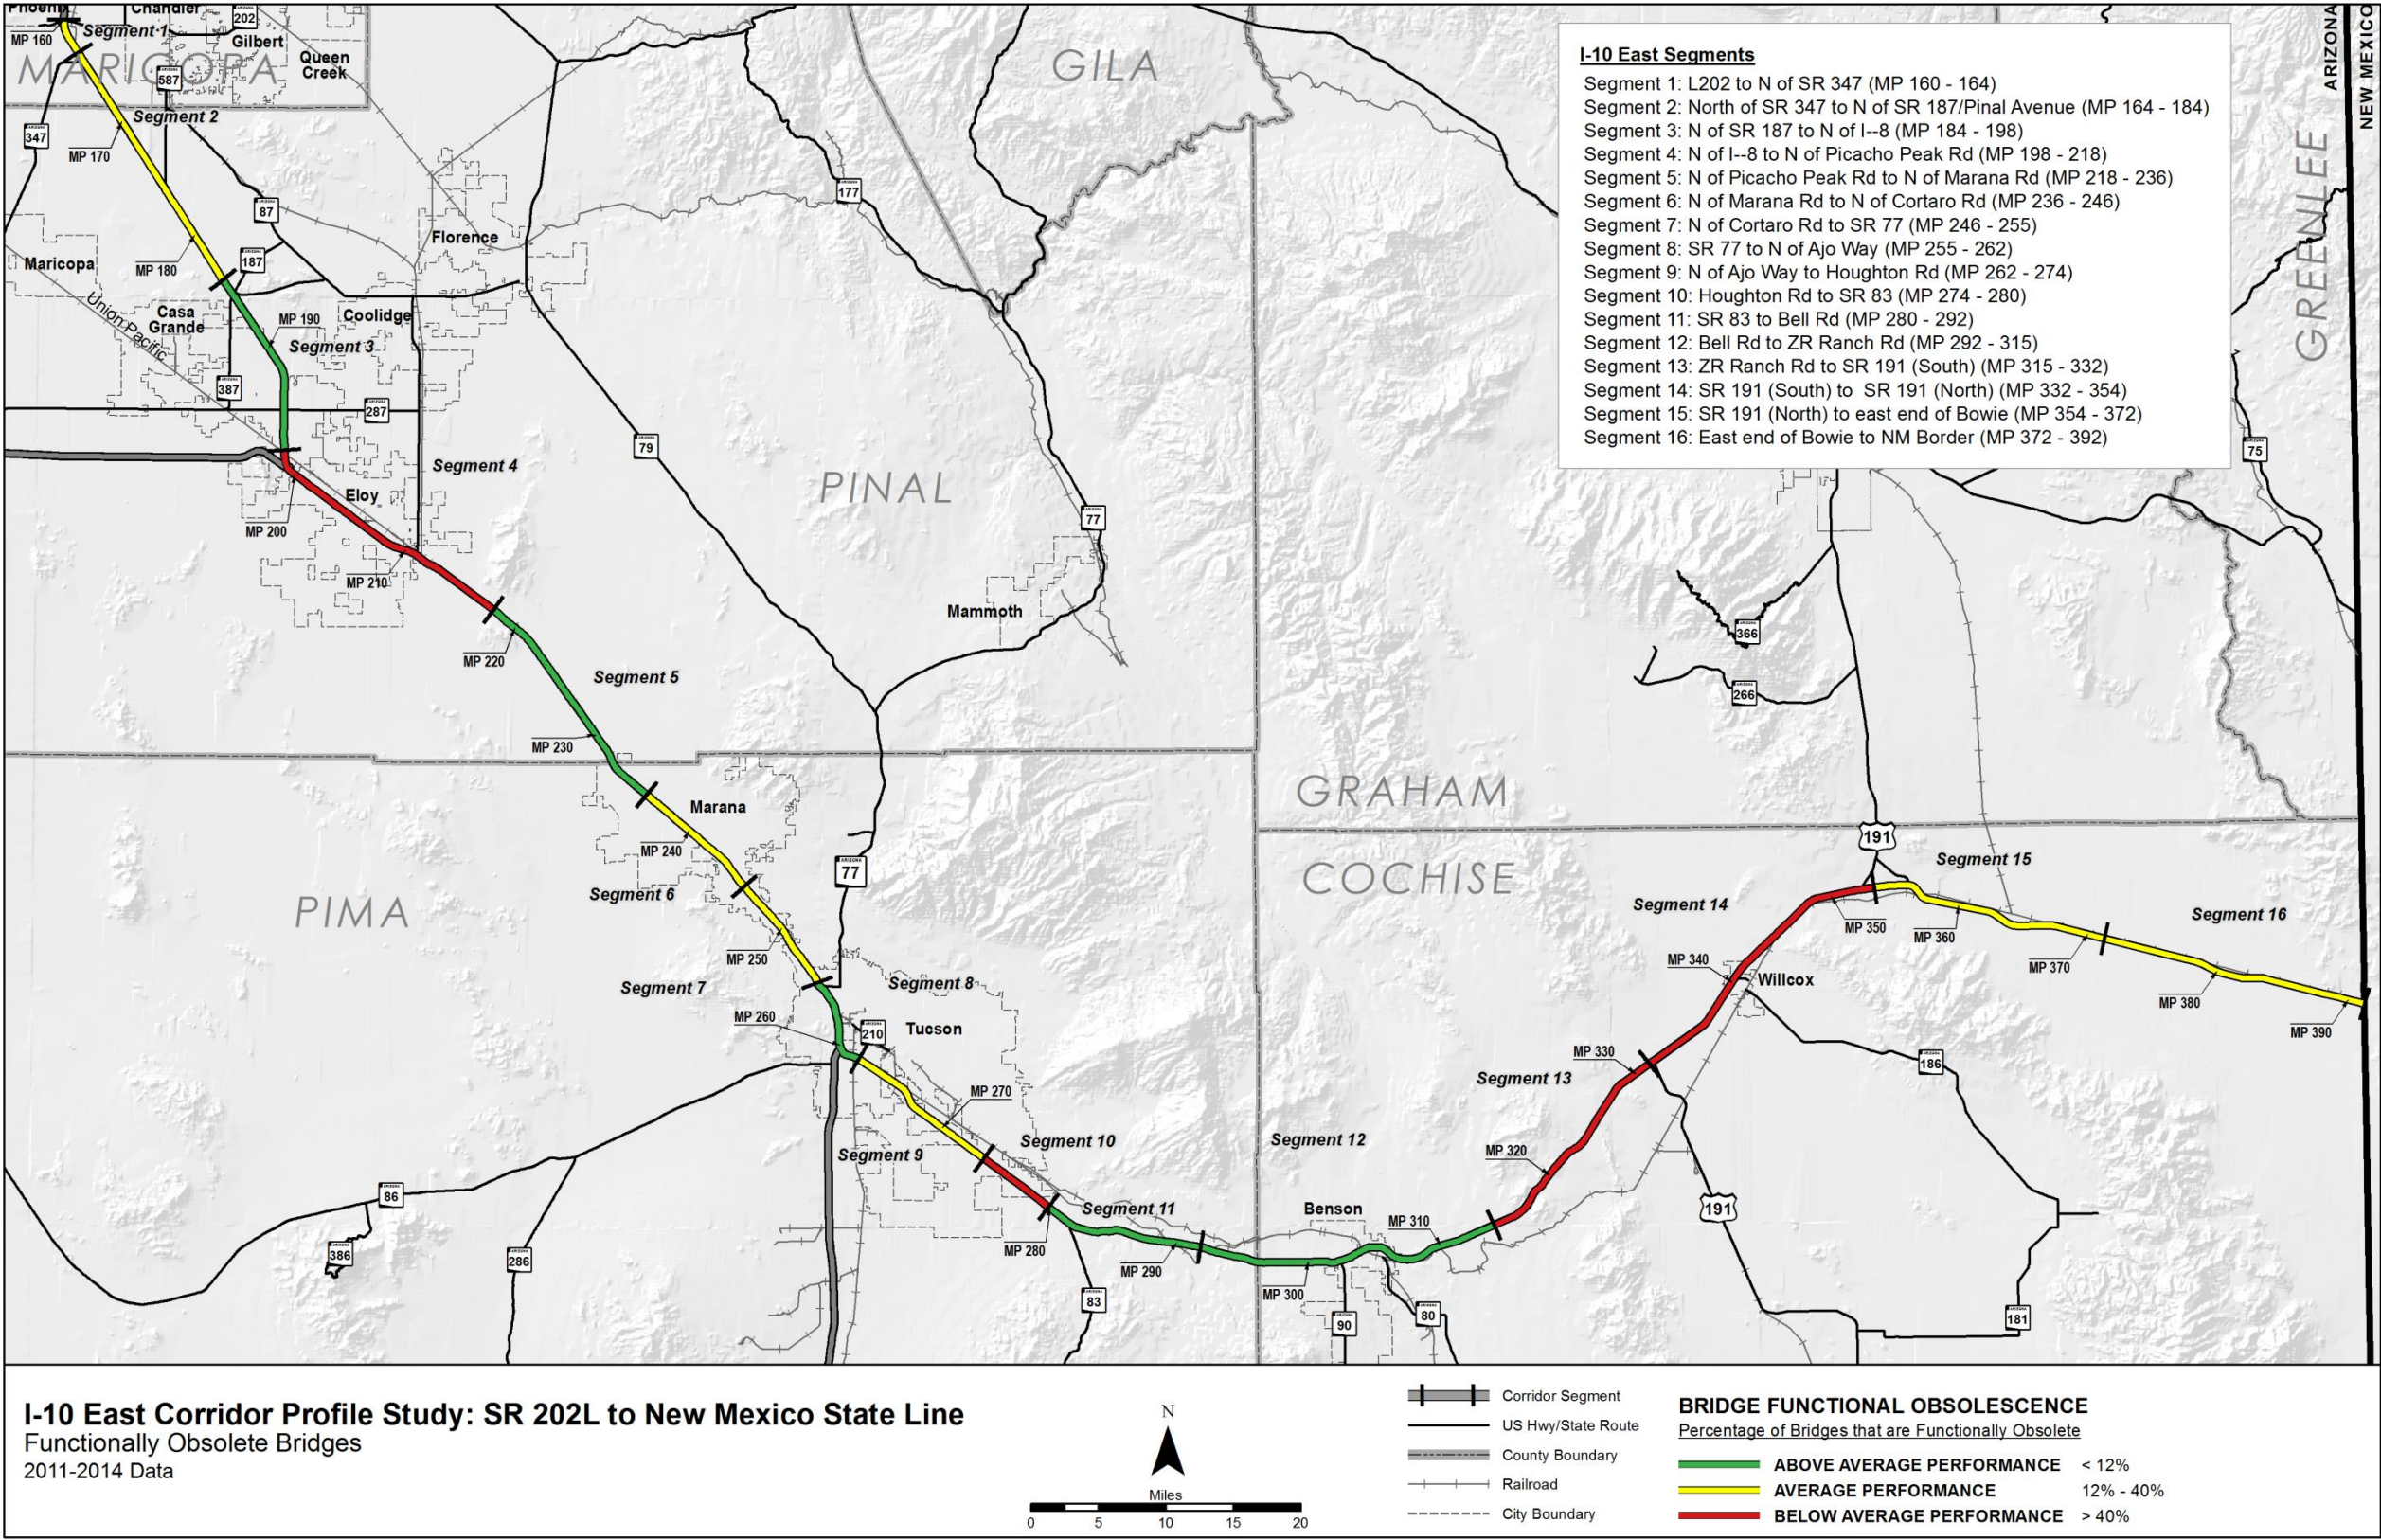 Phoenix
Chandler
202
MP 160
Segment 1
Gilbert
MARICOPA
Queen
Creek
587
Segment 2
347
MP 170
87
Florence
187
Maricopa
MP 180
Union Pacific
Casa
Grande
MP 190
Coolidge
Segment 3
387
287
79
Segment 4
Eloy
MP 200
MP 210
PINAL
177
GILA
77
Mammoth
MP 220
Segment 5
MP 230
Marana
MP 240
Segment 6
PIMA
77
MP 250
Segment 7
Segment 8
MP 260
210
Tucson
MP 270
Segment 9
Segment 10
86
386
286
Segment 11
MP 280
83
MP 290
Segment 12
Benson
MP 300
90
80
MP 310
MP 320
Segment 13
MP 330
191
MP 340
Willcox
186
181
Segment 14
MP 350
191
Segment 15
MP 360
MP 370
Segment 16
MP 380
MP 390
GRAHAM
COCHISE
366
266
75
GREENLEE
ARIZONA
NEW MEXICO
I-10 East Segments
Segment 1: L202 to N of SR 347 (MP 160 - 164)
Segment 2: North of SR 347 to N of SR 187/Pinal Avenue (MP 164 - 184)
Segment 3: N of SR 187 to N of I--8 (MP 184 - 198)
Segment 4: N of I--8 to N of Picacho Peak Rd (MP 198 - 218)
Segment 5: N of Picacho Peak Rd to N of Marana Rd (MP 218 - 236)
Segment 6: N of Marana Rd to N of Cortaro Rd (MP 236 - 246)
Segment 7: N of Cortaro Rd to SR 77 (MP 246 - 255)
Segment 8: SR 77 to N of Ajo Way (MP 255 - 262)
Segment 9: N of Ajo Way to Houghton Rd (MP 262 - 274)
Segment 10: Houghton Rd to SR 83 (MP 274 - 280)
Segment 11: SR 83 to Bell Rd (MP 280 - 292)
Segment 12: Bell Rd to ZR Ranch Rd (MP 292 - 315)
Segment 13: ZR Ranch Rd to SR 191 (South) (MP 315 - 332)
Segment 14: SR 191 (South) to SR 191 (North) (MP 332 - 354)
Segment 15: SR 191 (North) to east end of Bowie (MP 354 - 372)
Segment 16: East end of Bowie to NM Border (MP 372 - 392)
I-10 East Corridor Profile Study: SR 202L to New Mexico State Line
Functionally Obsolete Bridges
2011-2014 Data
N
Miles
0 5 10 15 20
Corridor Segment
US Hwy/State Route
County Boundary
Railroad
City Boundary
BRIDGE FUNCTIONAL OBSOLESCENCE
Percentage of Bridges that are Functionally Obsolete
ABOVE AVERAGE PERFORMANCE < 12%
AVERAGE PERFORMANCE 12% - 40%
BELOW AVERAGE PERFORMANCE > 40%